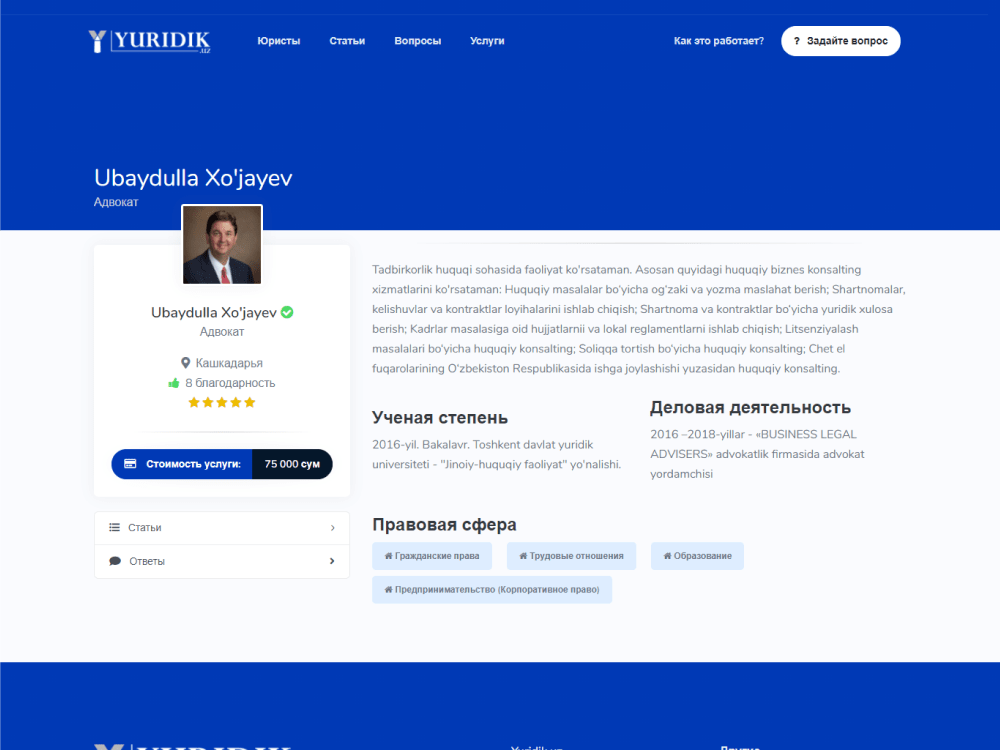 YURIDIK
.UZ
Юристы
Статьи
Вопросы
Услуги
Как это работает?
? Задайте вопрос
Ubaydulla Xo'jayev
Адвокат
Ubaydulla Xo'jayev
Адвокат
Кашкадарья
8 благодарность
Стоимость услуги: 75 000 сум
Статьи
Ответы
Tadbirkorlik huquqi sohasida faoliyat ko'rsataman. Asosan quyidagi huquqiy biznes konsalting
xizmatlarini ko'rsataman: Huquqiy masalalar bo'yicha og'zaki va yozma maslahat berish; Shartnomalar,
kelishuvlar va kontraktlar loyihalarini ishlab chiqish; Shartnoma va kontraktlar bo'yicha yuridik xulosa
berish; Kadrlar masalasiga oid hujjatlarnii va lokal reglamentlarni ishlab chiqish; Litsenziyalash
masalalari bo'yicha huquqiy konsalting; Soliqqa tortish bo'yicha huquqiy konsalting; Chet el
fuqarolarining O'zbekiston Respublikasida ishga joylashishi yuzasidan huquqiy konsalting.
Ученая степень
2016-yil. Bakalavr. Toshkent davlat yuridik
universiteti - "Jinoiy-huquqiy faoliyat" yo'nalishi.
Деловая деятельность
2016 –2018-yillar - «BUSINESS LEGAL
ADVISERS» advokatlik firmasida advokat
yordamchisi
Правовая сфера
Гражданские права
Трудовые отношения
Образование
Предпринимательство (Корпоративное право)
YURIDIK
Yuridik.uz
Другие